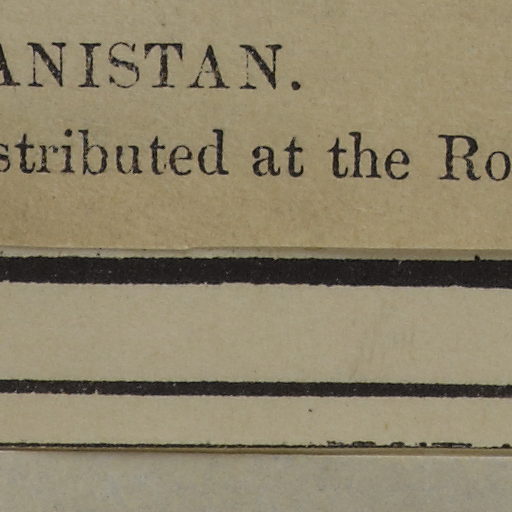 ANISTAN.
stributed at the Ro